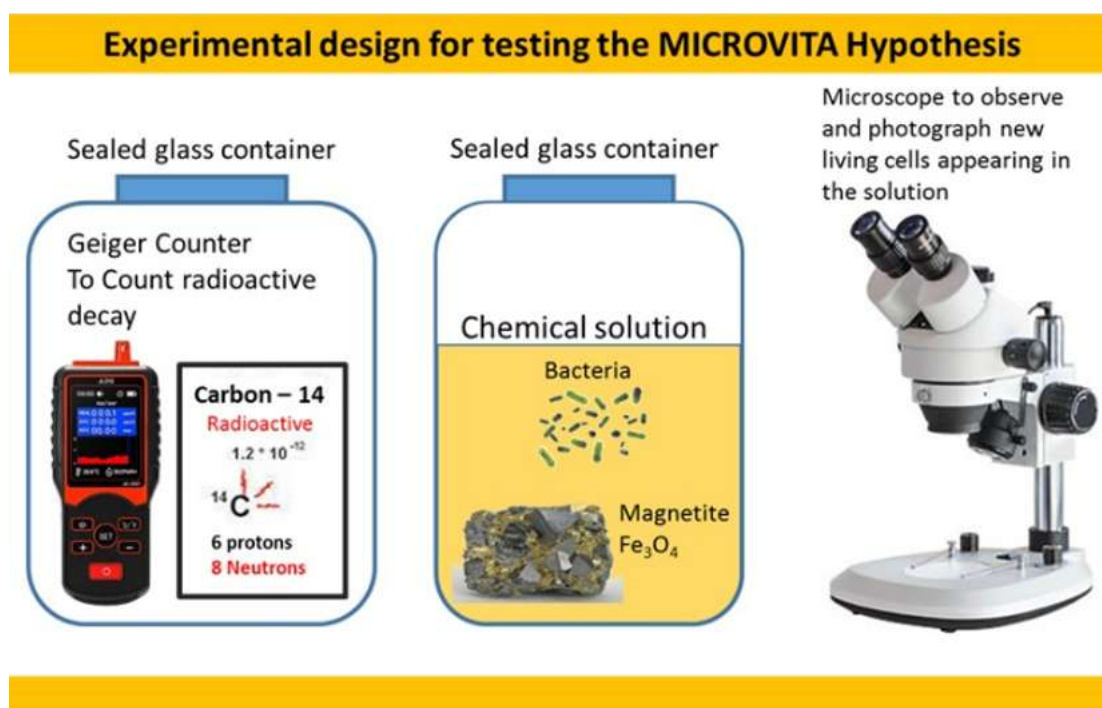 Experimental design for testing the MICROVITA Hypothesis
Sealed glass container
Geiger Counter
To Count radioactive
decay
SET
Carbon – 14
Radioactive
1.2 * 10⁻¹²
¹⁴C
6 protons
8 Neutrons
Sealed glass container
Chemical solution
Bacteria
Magnetite
Fe₃O₄
Microscope to observe
and photograph new
living cells appearing in
the solution